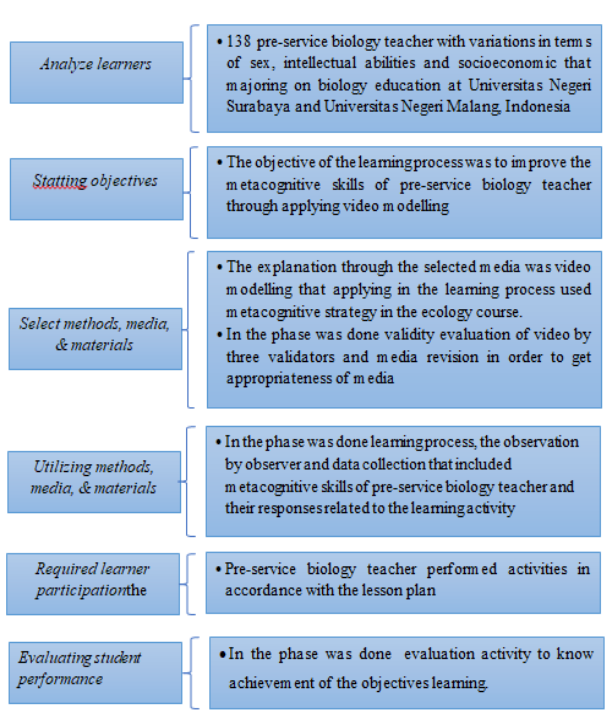 Analyze learners
• 138 pre-service biology teacher with variations in terms
of sex, intellectual abilities and socioeconomic that
majoring on biology education at Universitas Negeri
Surabaya and Universitas Negeri Malang, Indonesia
Statting objectives
• The objective of the learning process was to improve the
metacognitive skills of pre-service biology teacher
through applying video modelling
Select methods, media,
& materials
• The explanation through the selected media was video
modelling that applying in the learning process used
metacognitive strategy in the ecology course.
• In the phase was done validity evaluation of video by
three validators and media revision in order to get
appropriateness of media
Utilizing methods,
media, & materials
• In the phase was done learning process, the observation
by observer and data collection that included
metacognitive skills of pre-service biology teacher and
their responses related to the learning activity
Required learner
participationthe
• Pre-service biology teacher performed activities in
accordance with the lesson plan
Evaluating student
performance
• In the phase was done evaluation activity to know
achievement of the objectives learning.